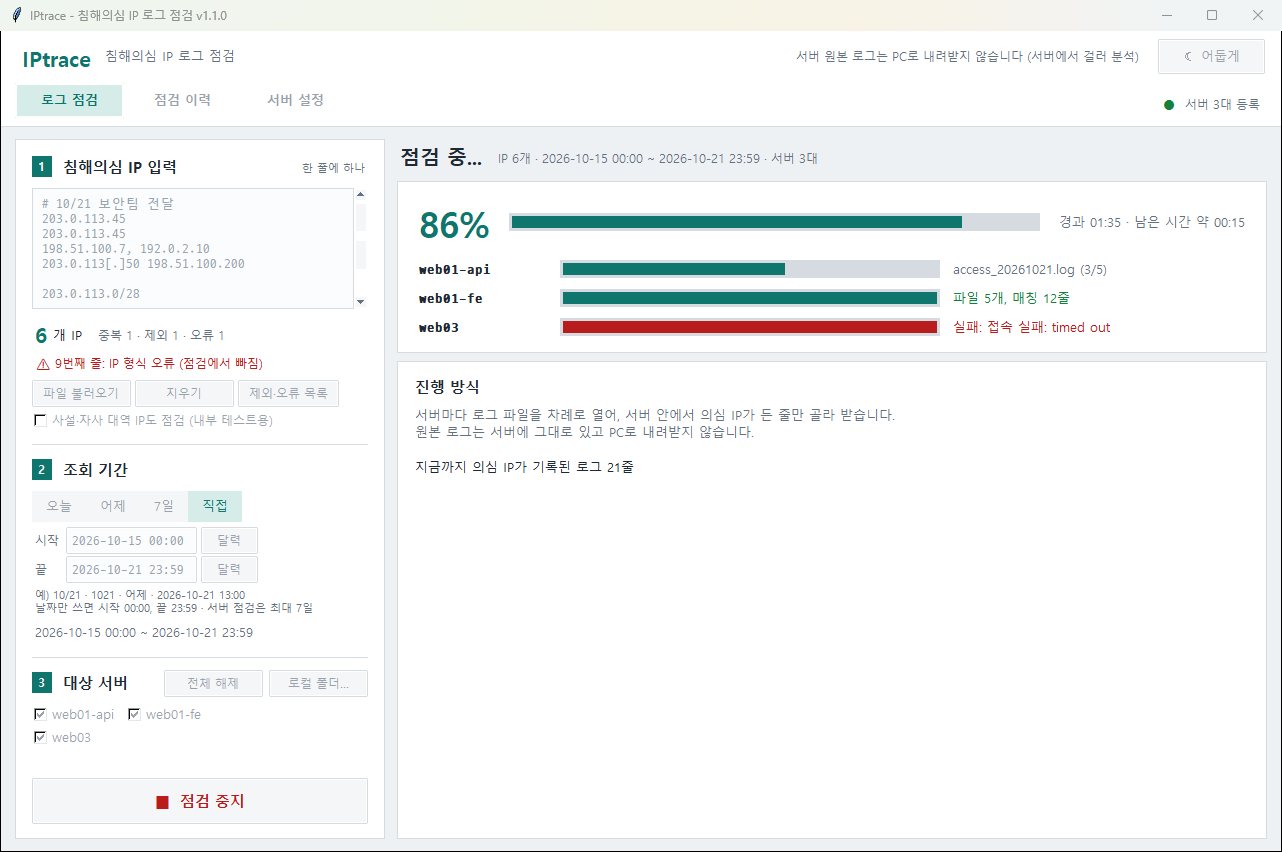 IPtrace - 침해의심 IP 로그 점검 v1.1.0
IPtrace 침해의심 IP 로그 점검
서버 원본 로그는 PC로 내려받지 않습니다 (서버에서 걸러 분석)
☾ 어둡게
로그 점검 점검 이력 서버 설정
서버 3대 등록
1 침해의심 IP 입력 한 줄에 하나
# 10/21 보안팀 전달
203.0.113.45
203.0.113.45
198.51.100.7, 192.0.2.10
203.0.113[.]50 198.51.100.200
203.0.113.0/28
6 개 IP 중복 1 · 제외 1 · 오류 1
⚠ 9번째 줄: IP 형식 오류 (점검에서 빠짐)
파일 불러오기 지우기 제외·오류 목록
사설·자사 대역 IP도 점검 (내부 테스트용)
2 조회 기간
오늘 어제 7일 직접
시작 2026-10-15 00:00 달력
끝 2026-10-21 23:59 달력
예) 10/21 · 1021 · 어제 · 2026-10-21 13:00
날짜만 쓰면 시작 00:00, 끝 23:59 · 서버 점검은 최대 7일
2026-10-15 00:00 ~ 2026-10-21 23:59
3 대상 서버 전체 해제 로컬 폴더...
web01-api web01-fe
web03
■ 점검 중지
점검 중... IP 6개 · 2026-10-15 00:00 ~ 2026-10-21 23:59 · 서버 3대
86% 경과 01:35 · 남은 시간 약 00:15
web01-api access_20261021.log (3/5)
web01-fe 파일 5개, 매칭 12줄
web03 실패: 접속 실패: timed out
진행 방식
서버마다 로그 파일을 차례로 열어, 서버 안에서 의심 IP가 든 줄만 골라 받습니다.
원본 로그는 서버에 그대로 있고 PC로 내려받지 않습니다.
지금까지 의심 IP가 기록된 로그 21줄